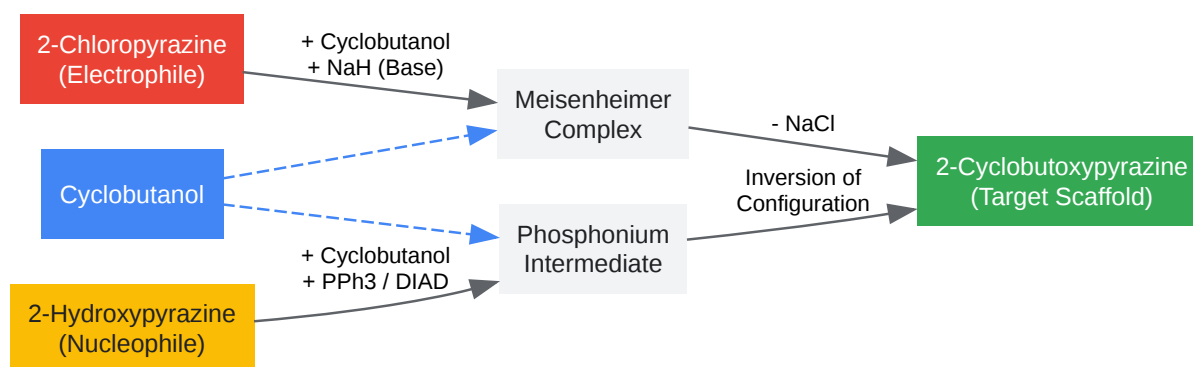 2-Chloropyrazine
(Electrophile)
+ Cyclobutanol
+ NaH (Base)
Meisenheimer
Complex
- NaCl
Cyclobutanol
2-Cyclobutoxypyrazine
(Target Scaffold)
Inversion of
Configuration
Phosphonium
Intermediate
+ Cyclobutanol
+ PPh3 / DIAD
2-Hydroxypyrazine
(Nucleophile)